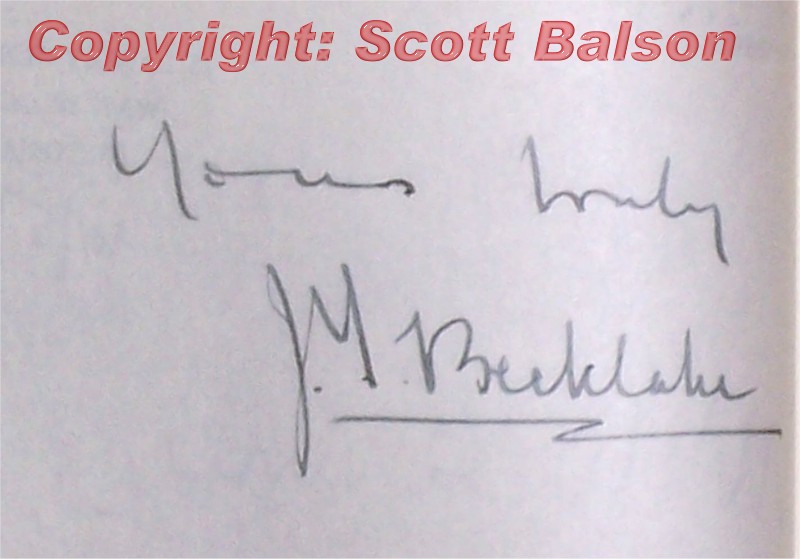 Copyright: Scott Balson
Yours truly
J. Y. Becklake